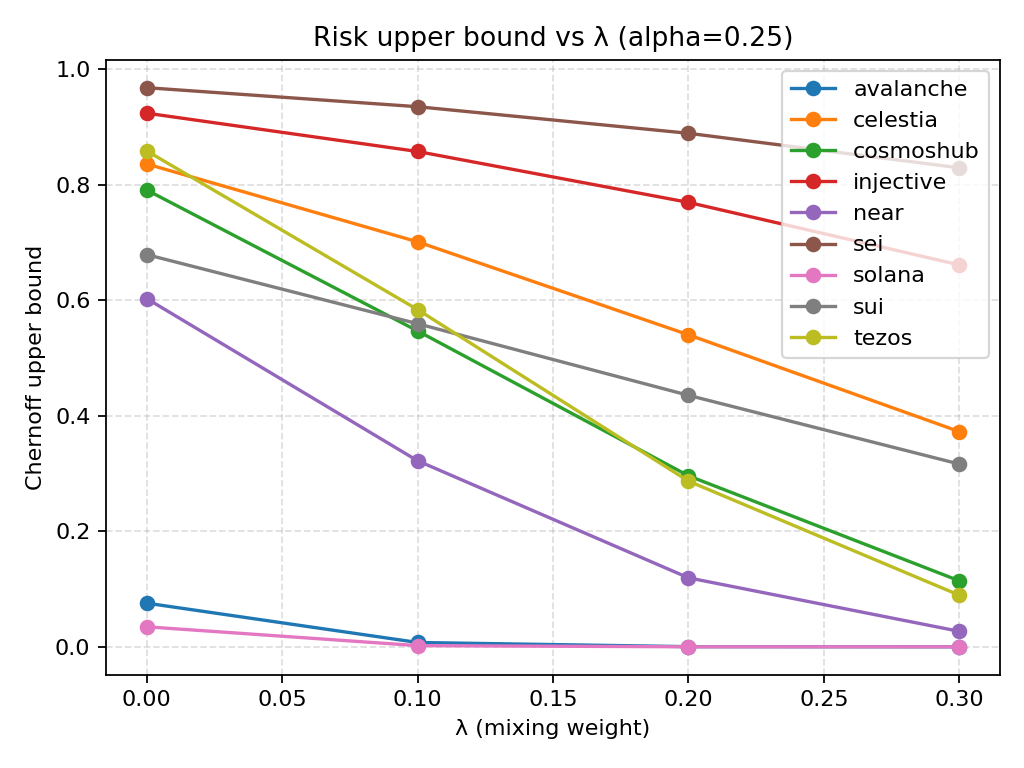 Risk upper bound vs λ (alpha=0.25)
Chernoff upper bound
1.0
0.8
0.6
0.4
0.2
0.0
avalanche
celestia
cosmoshub
injective
near
sei
solana
sui
tezos
0.00 0.05 0.10 0.15 0.20 0.25 0.30
λ (mixing weight)